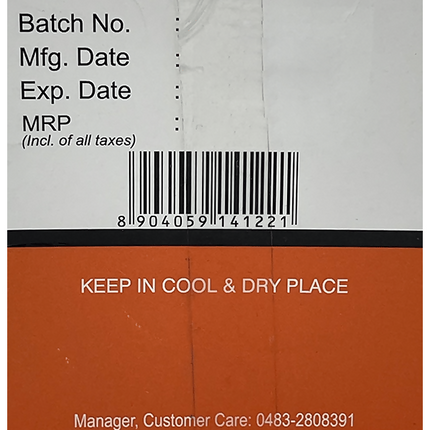 Batch No. :
Mfg. Date :
Exp. Date :
MRP :
(Incl. of all taxes)
8 904059 141221
KEEP IN COOL & DRY PLACE
Manager, Customer Care: 0483-2808391